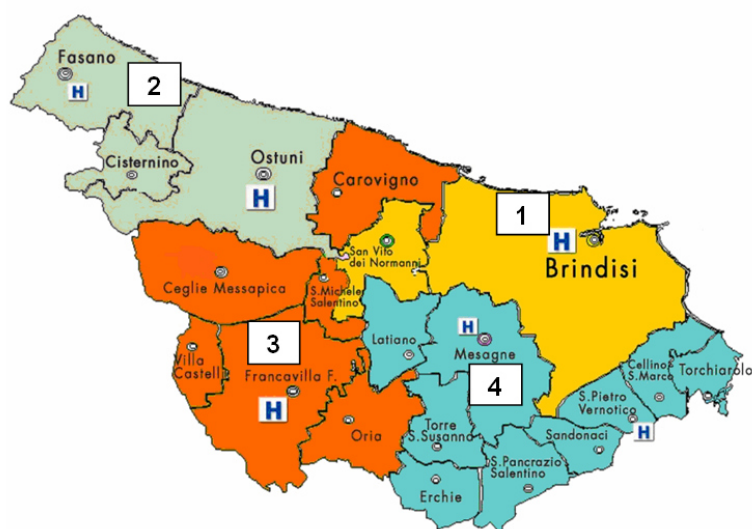 Fasano
H
2
Cisternino
Ostuni
H
Carovigno
1
H
Brindisi
San Vito
dei Normanni
Ceglie Messapica
S.Michele
Salentino
3
Villa
Castelli
Francavilla F.
H
Latiano
H
Mesagne
4
Oria
Torre
S.Susanna
Erchie
S.Pancrazio
Salentino
Sandonaci
S.Pietro
Vernotico
H
Cellino
S.Marco
Torchiarolo